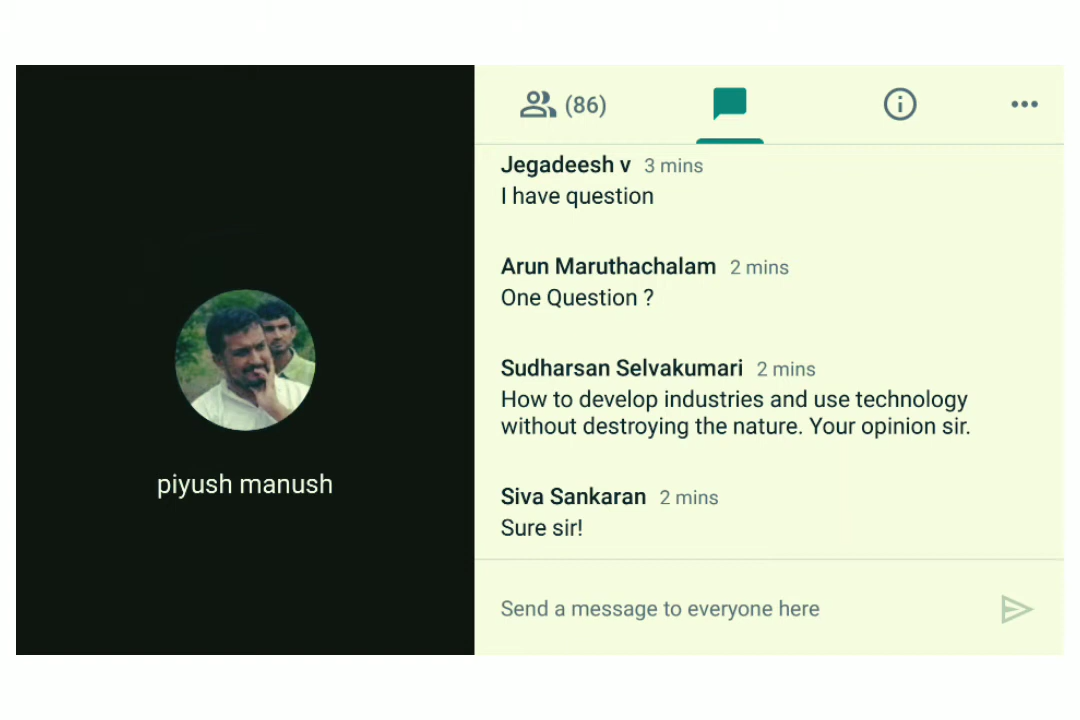 (86)
Jegadeesh v 3 mins
I have question
Arun Maruthachalam 2 mins
One Question ?
Sudharsan Selvakumari 2 mins
How to develop industries and use technology
without destroying the nature. Your opinion sir.
Siva Sankaran 2 mins
Sure sir!
Send a message to everyone here
piyush manush